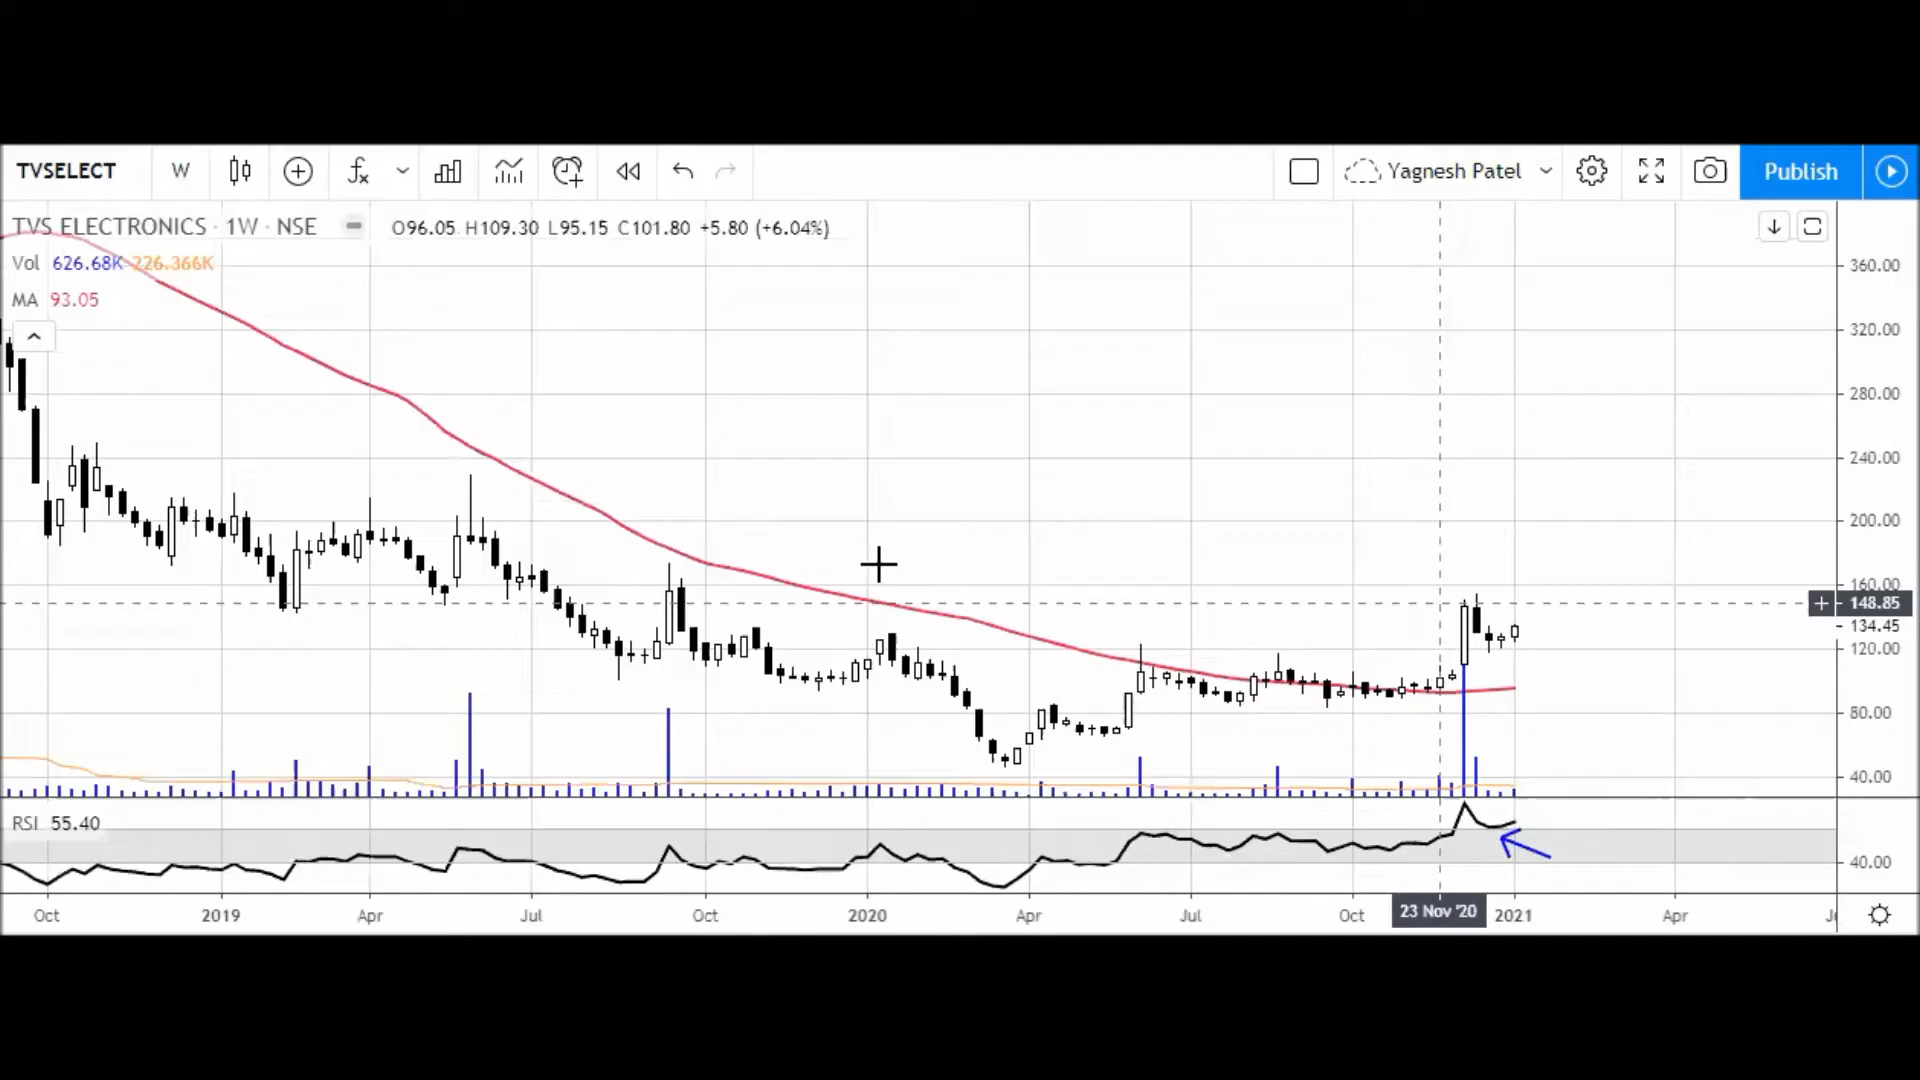 TVSELECT W fx Yagnesh Patel Publish
TVS ELECTRONICS · 1W · NSE O96.05 H109.30 L95.15 C101.80 +5.80 (+6.04%)
Vol 626.68K 226.366K
MA 93.05
360.00
320.00
280.00
240.00
200.00
160.00
148.85
134.45
120.00
80.00
40.00
RSI 55.40
40.00
Oct 2019 Apr Jul Oct 2020 Apr Jul Oct 23 Nov '20 2021 Apr